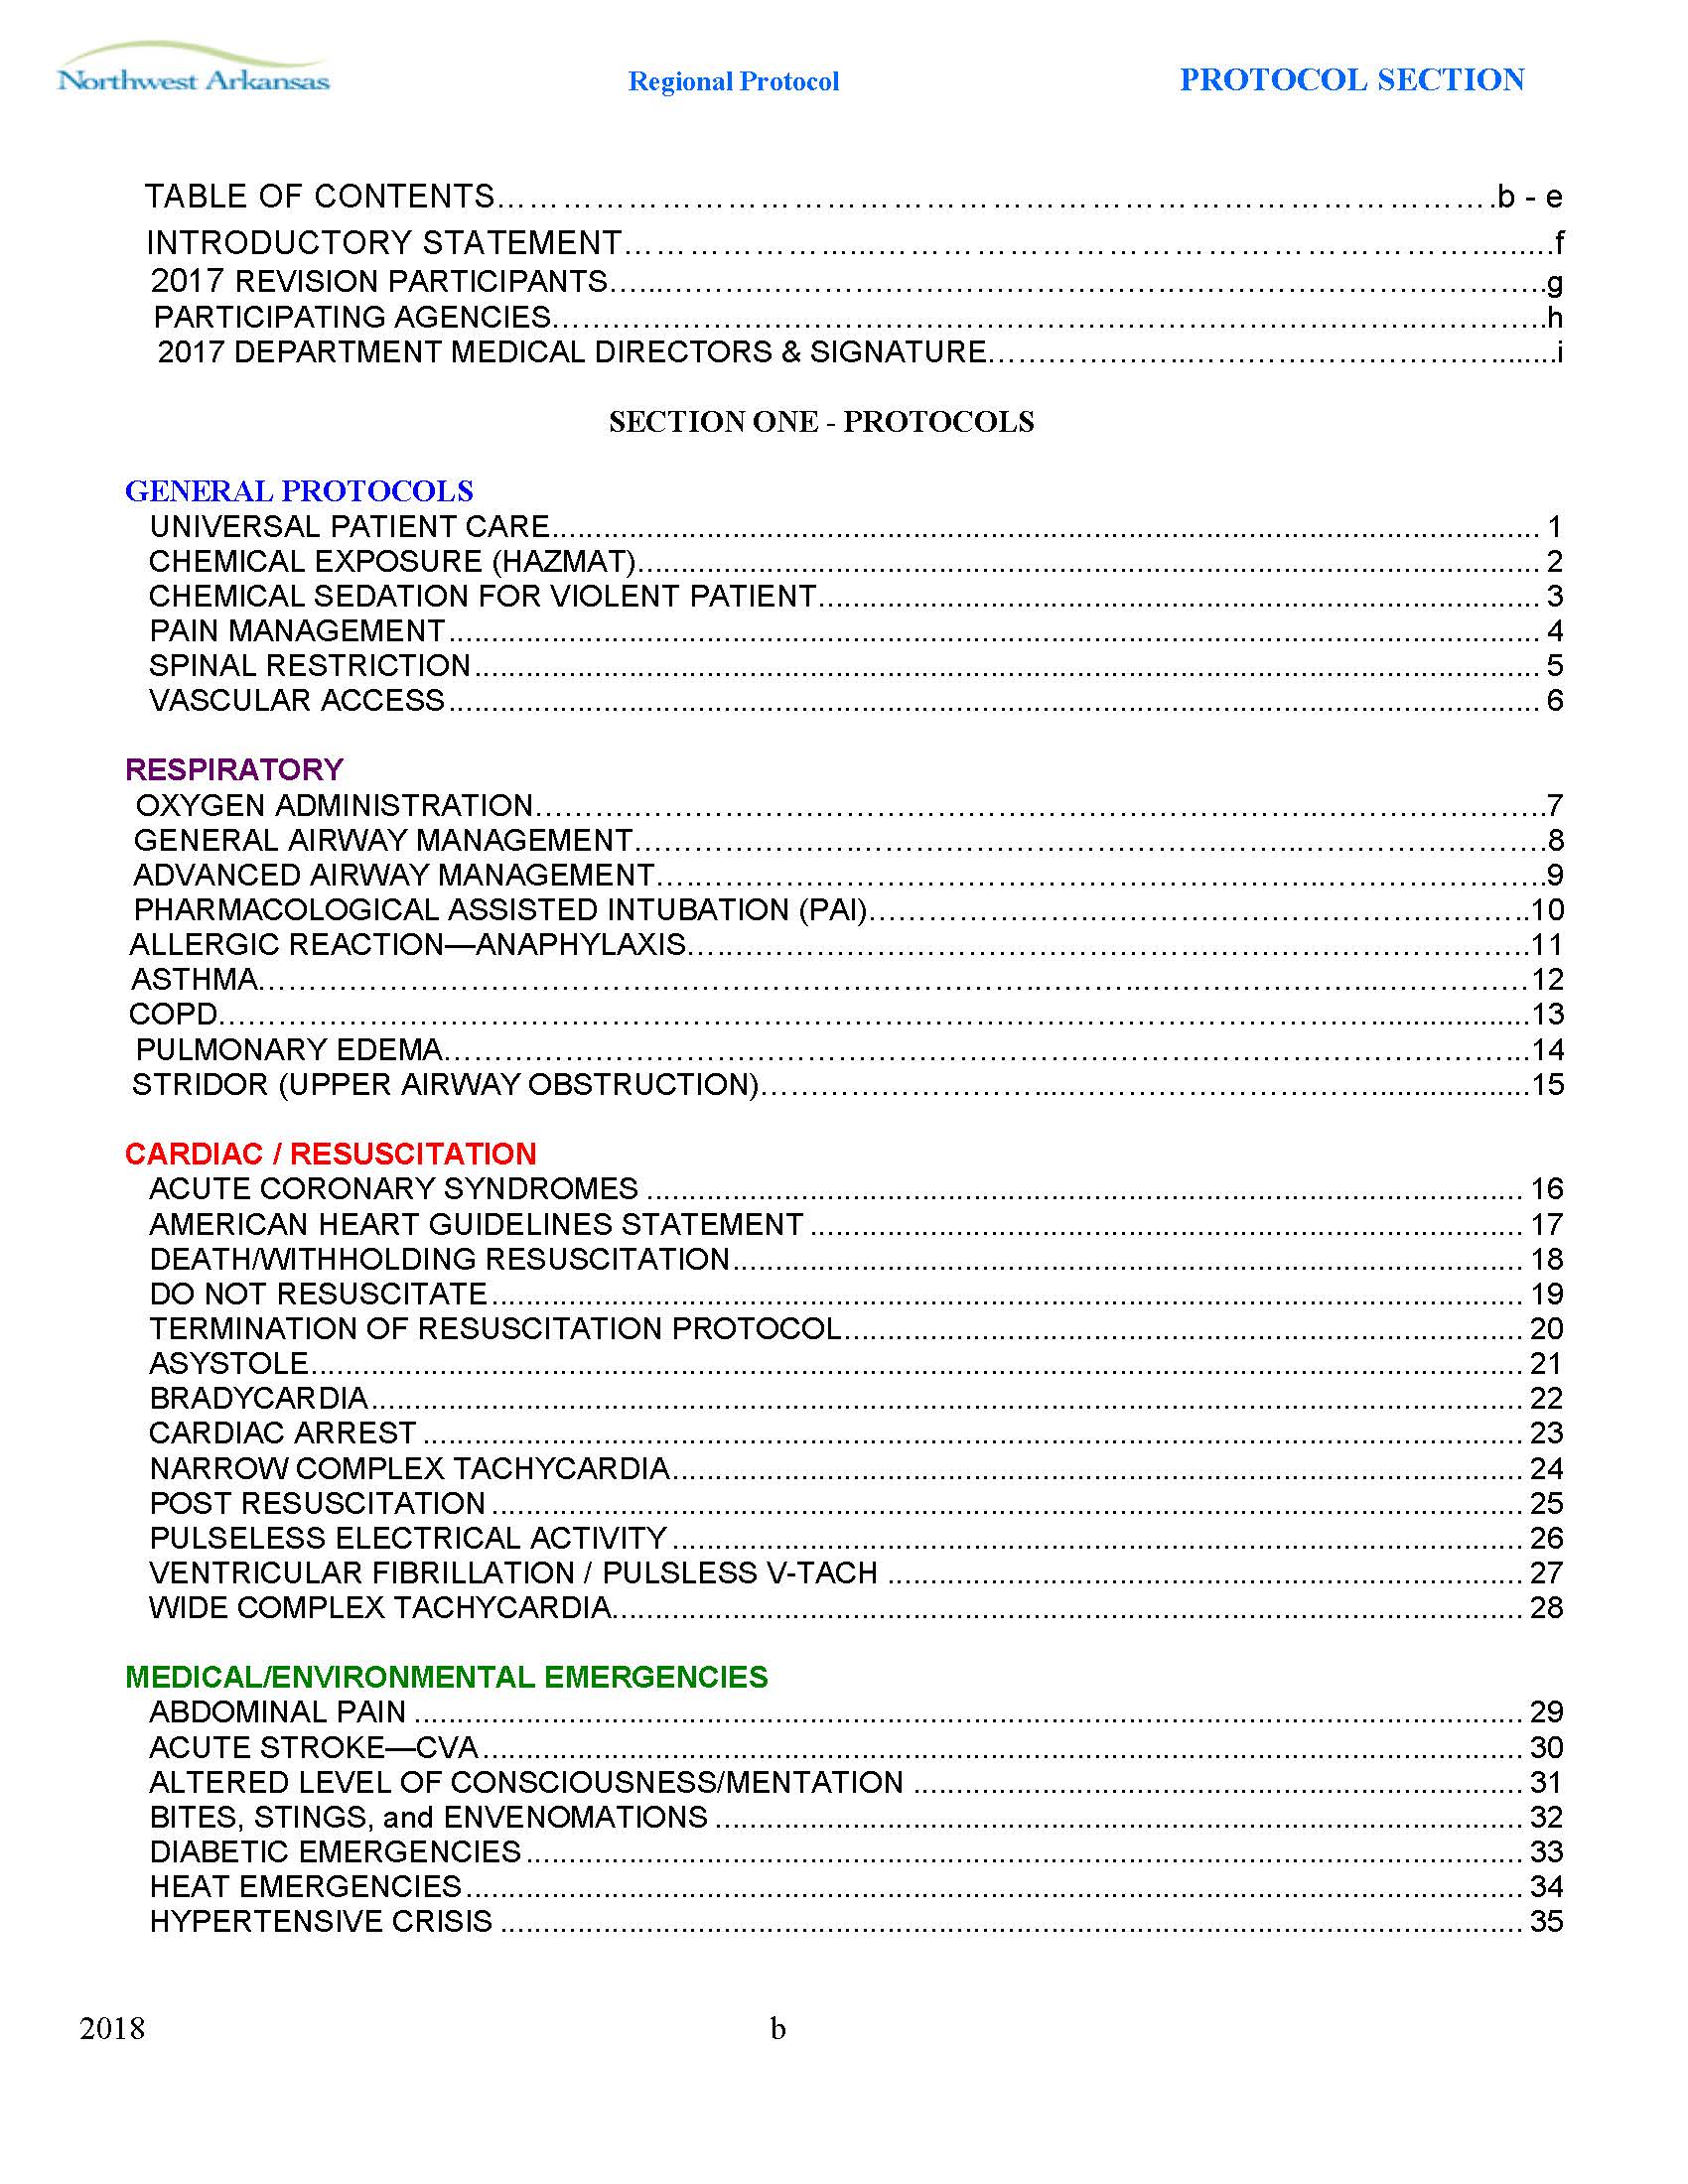 Northwest Arkansas Regional Protocol PROTOCOL SECTION
TABLE OF CONTENTS……………………………………………………………………………….b - e
INTRODUCTORY STATEMENT………………......…………………………………………………........f
2017 REVISION PARTICIPANTS…...…………………………………………………………………………….g
PARTICIPATING AGENCIES……………………………………………………………………………..…………..h
2017 DEPARTMENT MEDICAL DIRECTORS & SIGNATURE………………..…………………………........i
SECTION ONE - PROTOCOLS
GENERAL PROTOCOLS
UNIVERSAL PATIENT CARE.................................................................................................................. 1
CHEMICAL EXPOSURE (HAZMAT)........................................................................................................ 2
CHEMICAL SEDATION FOR VIOLENT PATIENT.................................................................................... 3
PAIN MANAGEMENT.............................................................................................................................. 4
SPINAL RESTRICTION........................................................................................................................... 5
VASCULAR ACCESS.............................................................................................................................. 6
RESPIRATORY
OXYGEN ADMINISTRATION……………………………………………………………………..…………………..7
GENERAL AIRWAY MANAGEMENT…………………………………………………………..……………………8
ADVANCED AIRWAY MANAGEMENT…..……………………………………………………..…………………..9
PHARMACOLOGICAL ASSISTED INTUBATION (PAI)…………………..……………………………………..10
ALLERGIC REACTION—ANAPHYLAXIS…..……………………………………………………………………..11
ASTHMA……………………………………..………………………………..……………………...……………12
COPD………………………………………………………………………………………………………..................13
PULMONARY EDEMA………………………………………………………………………………………………...14
STRIDOR (UPPER AIRWAY OBSTRUCTION)………………………...……………………………..................15
CARDIAC / RESUSCITATION
ACUTE CORONARY SYNDROMES ..................................................................................................... 16
AMERICAN HEART GUIDELINES STATEMENT .................................................................................. 17
DEATH/WITHHOLDING RESUSCITATION........................................................................................... 18
DO NOT RESUSCITATE....................................................................................................................... 19
TERMINATION OF RESUSCITATION PROTOCOL.............................................................................. 20
ASYSTOLE............................................................................................................................................ 21
BRADYCARDIA..................................................................................................................................... 22
CARDIAC ARREST ............................................................................................................................... 23
NARROW COMPLEX TACHYCARDIA.................................................................................................. 24
POST RESUSCITATION ....................................................................................................................... 25
PULSELESS ELECTRICAL ACTIVITY .................................................................................................. 26
VENTRICULAR FIBRILLATION / PULSLESS V-TACH ......................................................................... 27
WIDE COMPLEX TACHYCARDIA......................................................................................................... 28
MEDICAL/ENVIRONMENTAL EMERGENCIES
ABDOMINAL PAIN ................................................................................................................................ 29
ACUTE STROKE—CVA........................................................................................................................ 30
ALTERED LEVEL OF CONSCIOUSNESS/MENTATION ...................................................................... 31
BITES, STINGS, and ENVENOMATIONS ............................................................................................. 32
DIABETIC EMERGENCIES................................................................................................................... 33
HEAT EMERGENCIES.......................................................................................................................... 34
HYPERTENSIVE CRISIS ...................................................................................................................... 35
2018 b